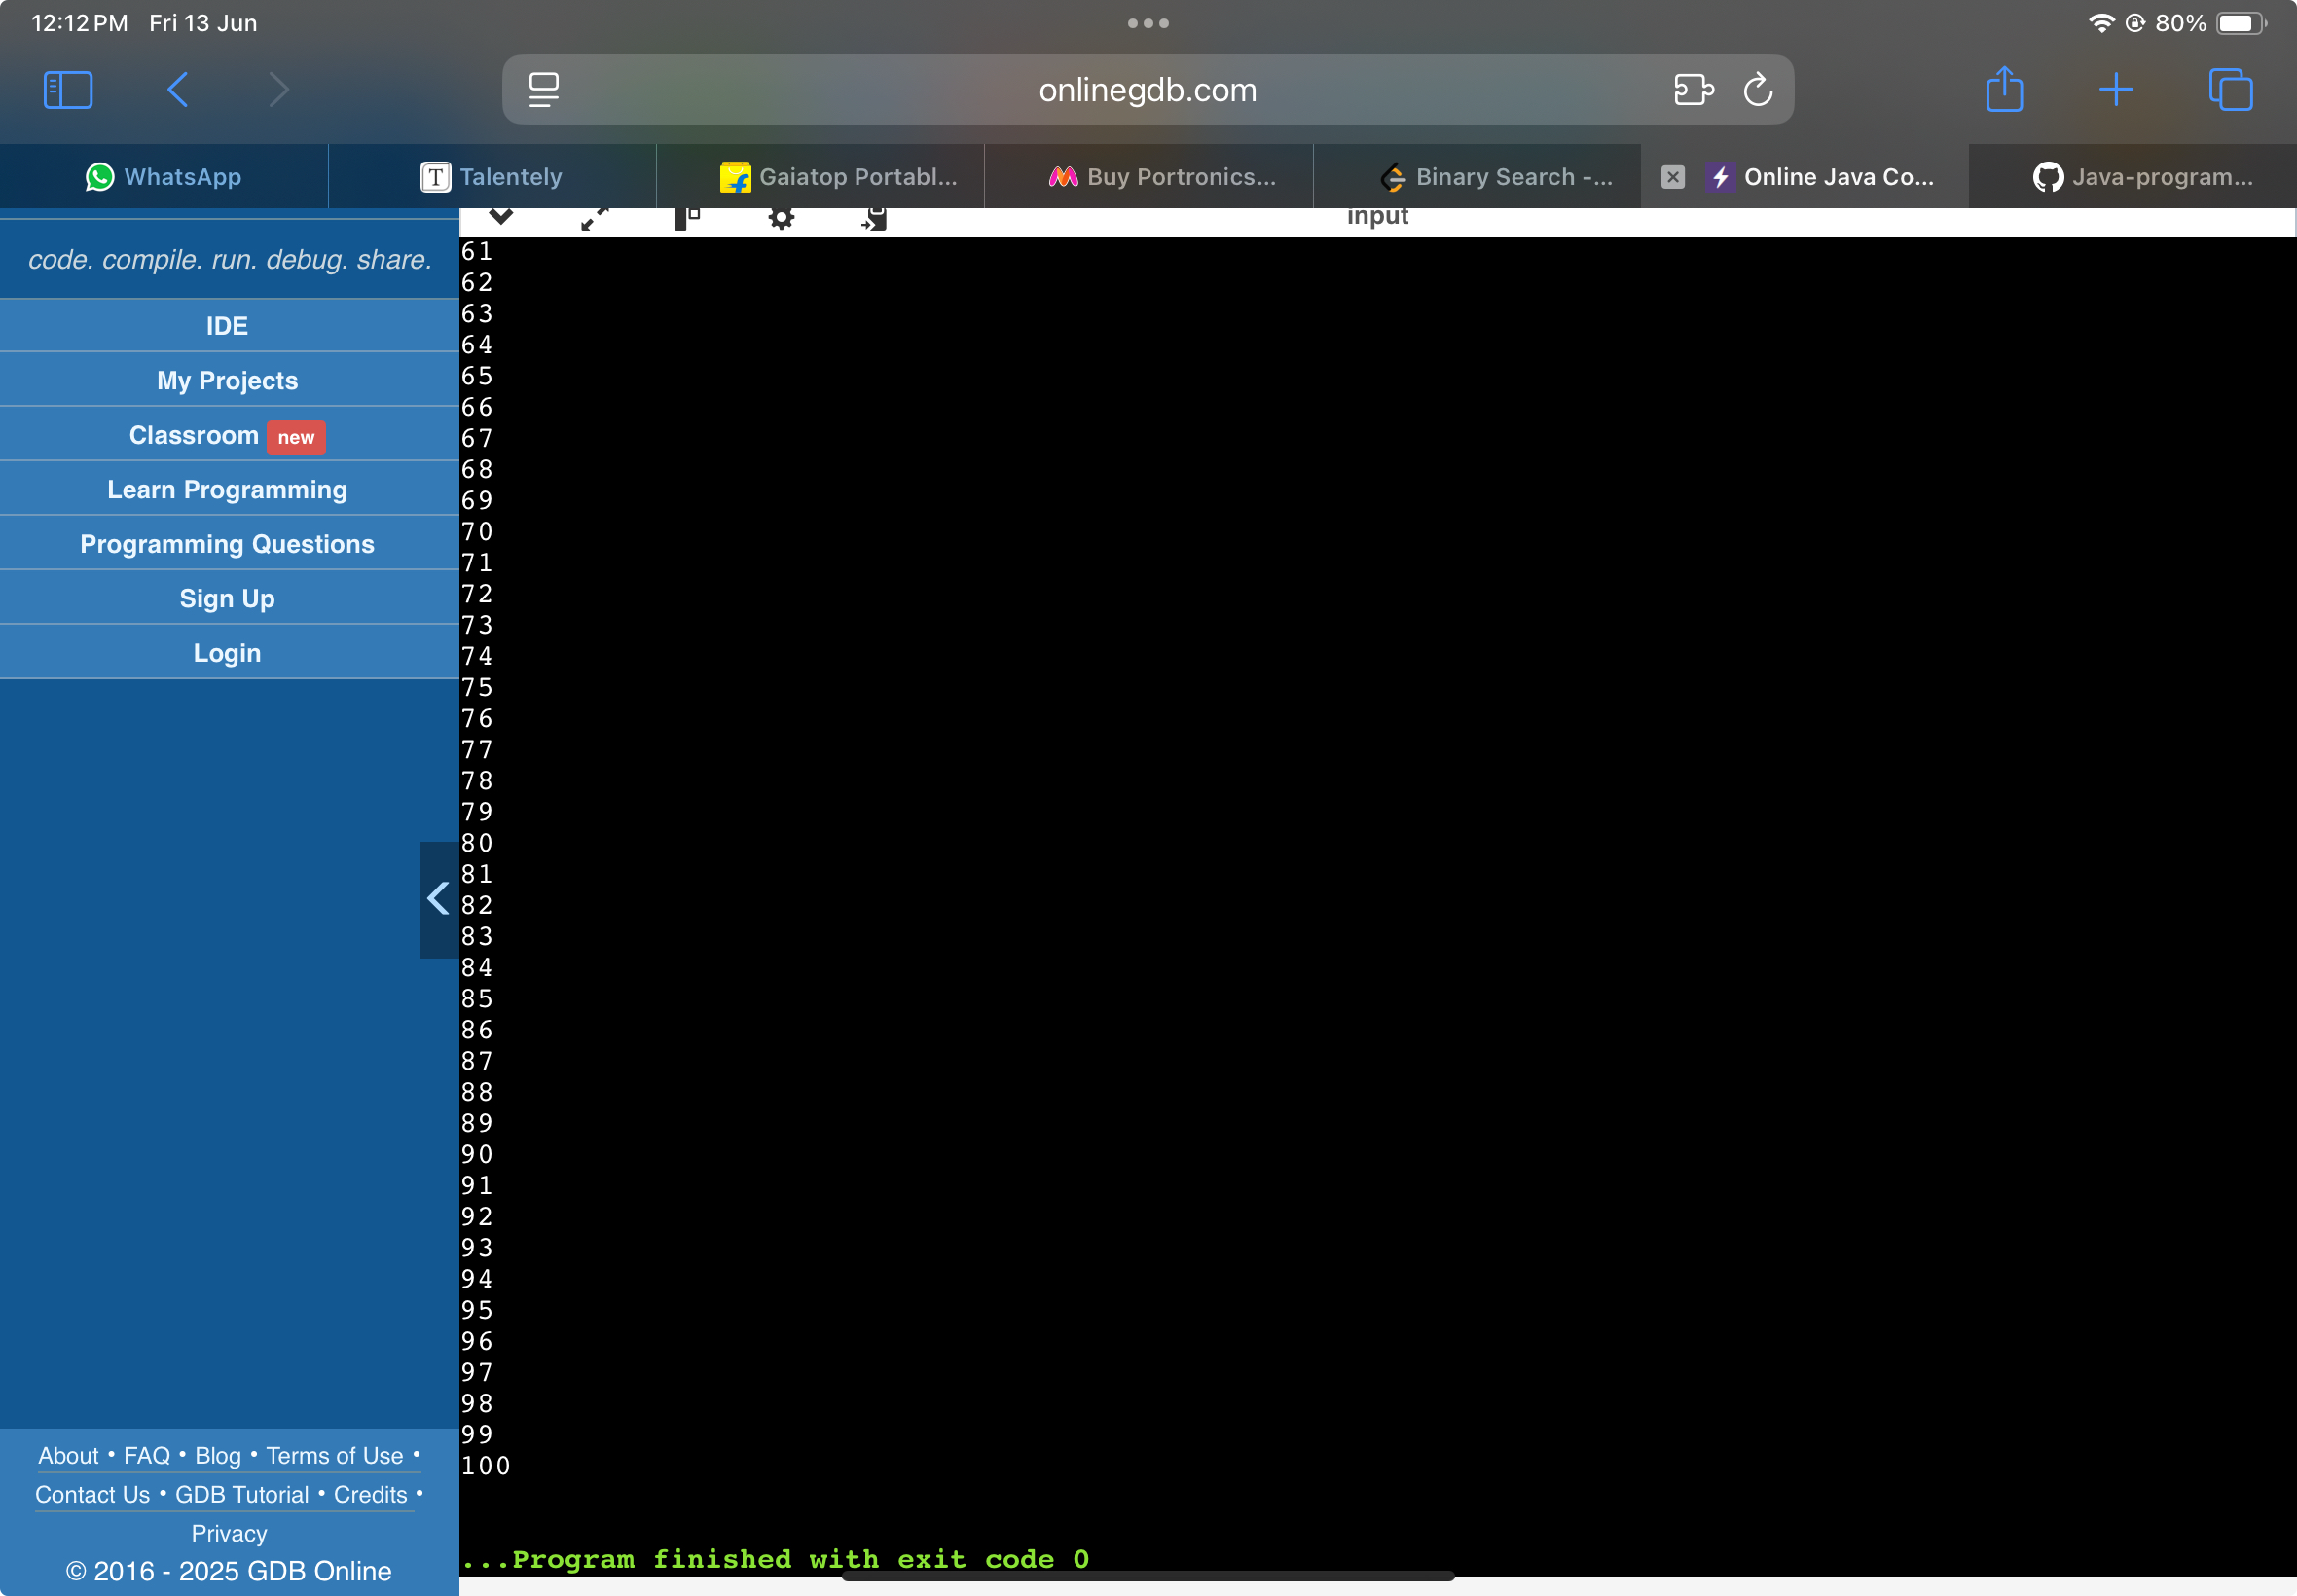 12:12 PM Fri 13 Jun
80%
onlinegdb.com
WhatsApp
Talentely
Gaiatop Portabl...
Buy Portronics...
Binary Search -...
Online Java Co...
Java-program...
code. compile. run. debug. share.
IDE
My Projects
Classroom new
Learn Programming
Programming Questions
Sign Up
Login
About • FAQ • Blog • Terms of Use •
Contact Us • GDB Tutorial • Credits •
Privacy
© 2016 - 2025 GDB Online
input
61
62
63
64
65
66
67
68
69
70
71
72
73
74
75
76
77
78
79
80
81
82
83
84
85
86
87
88
89
90
91
92
93
94
95
96
97
98
99
100
...Program finished with exit code 0